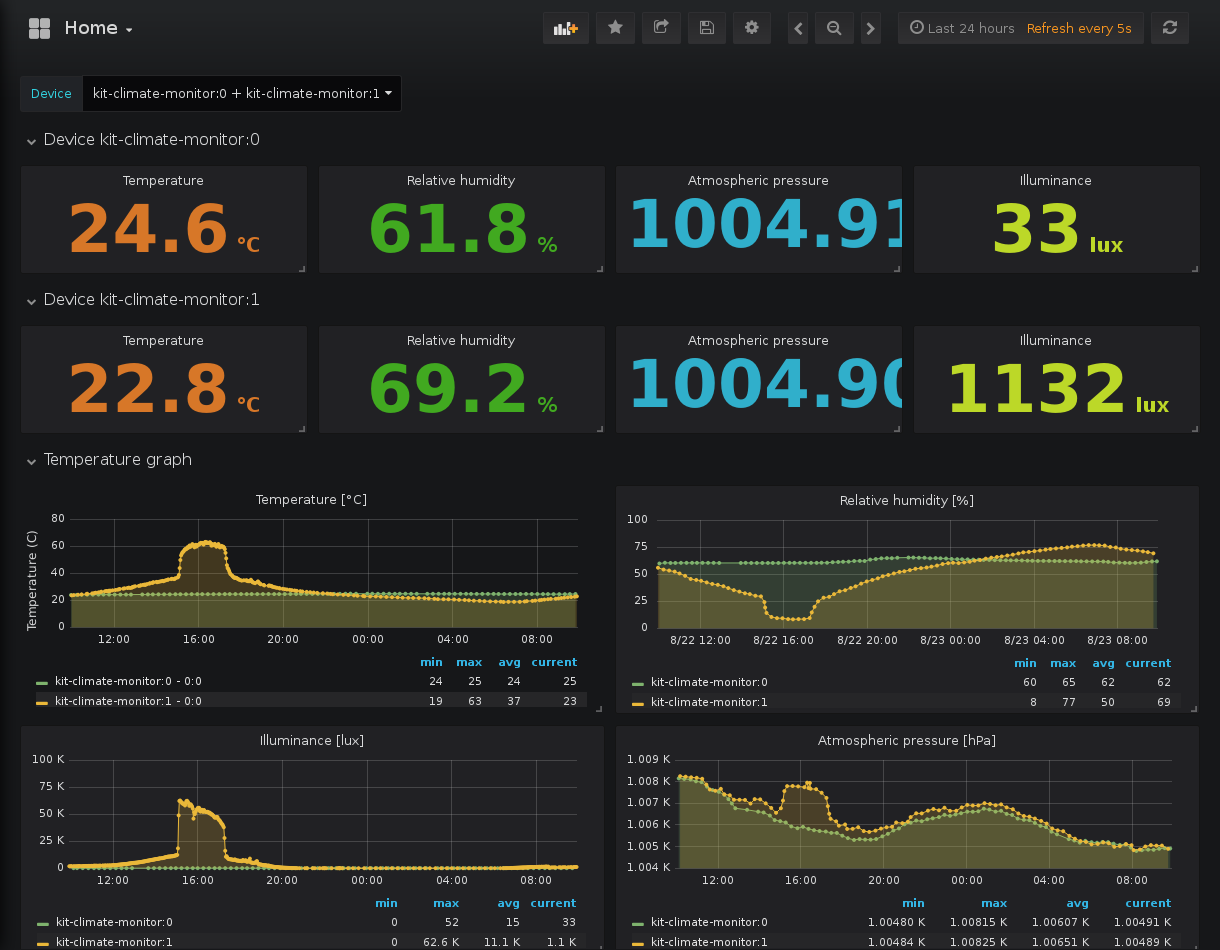 Home
Last 24 hours Refresh every 5s
Device kit-climate-monitor:0 + kit-climate-monitor:1
Device kit-climate-monitor:0
Temperature Relative humidity Atmospheric pressure Illuminance
24.6 °C 61.8 % 1004.91 33 lux
Device kit-climate-monitor:1
Temperature Relative humidity Atmospheric pressure Illuminance
22.8 °C 69.2 % 1004.90 1132 lux
Temperature graph
Temperature [°C]
Temperature (C)
80
60
40
20
0
12:00 16:00 20:00 00:00 04:00 08:00
min max avg current
kit-climate-monitor:0 - 0:0 24 25 24 25
kit-climate-monitor:1 - 0:0 19 63 37 23
Relative humidity [%]
100
75
50
25
0
8/22 12:00 8/22 16:00 8/22 20:00 8/23 00:00 8/23 04:00 8/23 08:00
min max avg current
kit-climate-monitor:0 60 65 62 62
kit-climate-monitor:1 8 77 50 69
Illuminance [lux]
100 K
75 K
50 K
25 K
0
12:00 16:00 20:00 00:00 04:00 08:00
min max avg current
kit-climate-monitor:0 0 52 15 33
kit-climate-monitor:1 0 62.6 K 11.1 K 1.1 K
Atmospheric pressure [hPa]
1.009 K
1.008 K
1.007 K
1.006 K
1.005 K
1.004 K
12:00 16:00 20:00 00:00 04:00 08:00
min max avg current
kit-climate-monitor:0 1.00480 K 1.00815 K 1.00607 K 1.00491 K
kit-climate-monitor:1 1.00484 K 1.00825 K 1.00651 K 1.00489 K